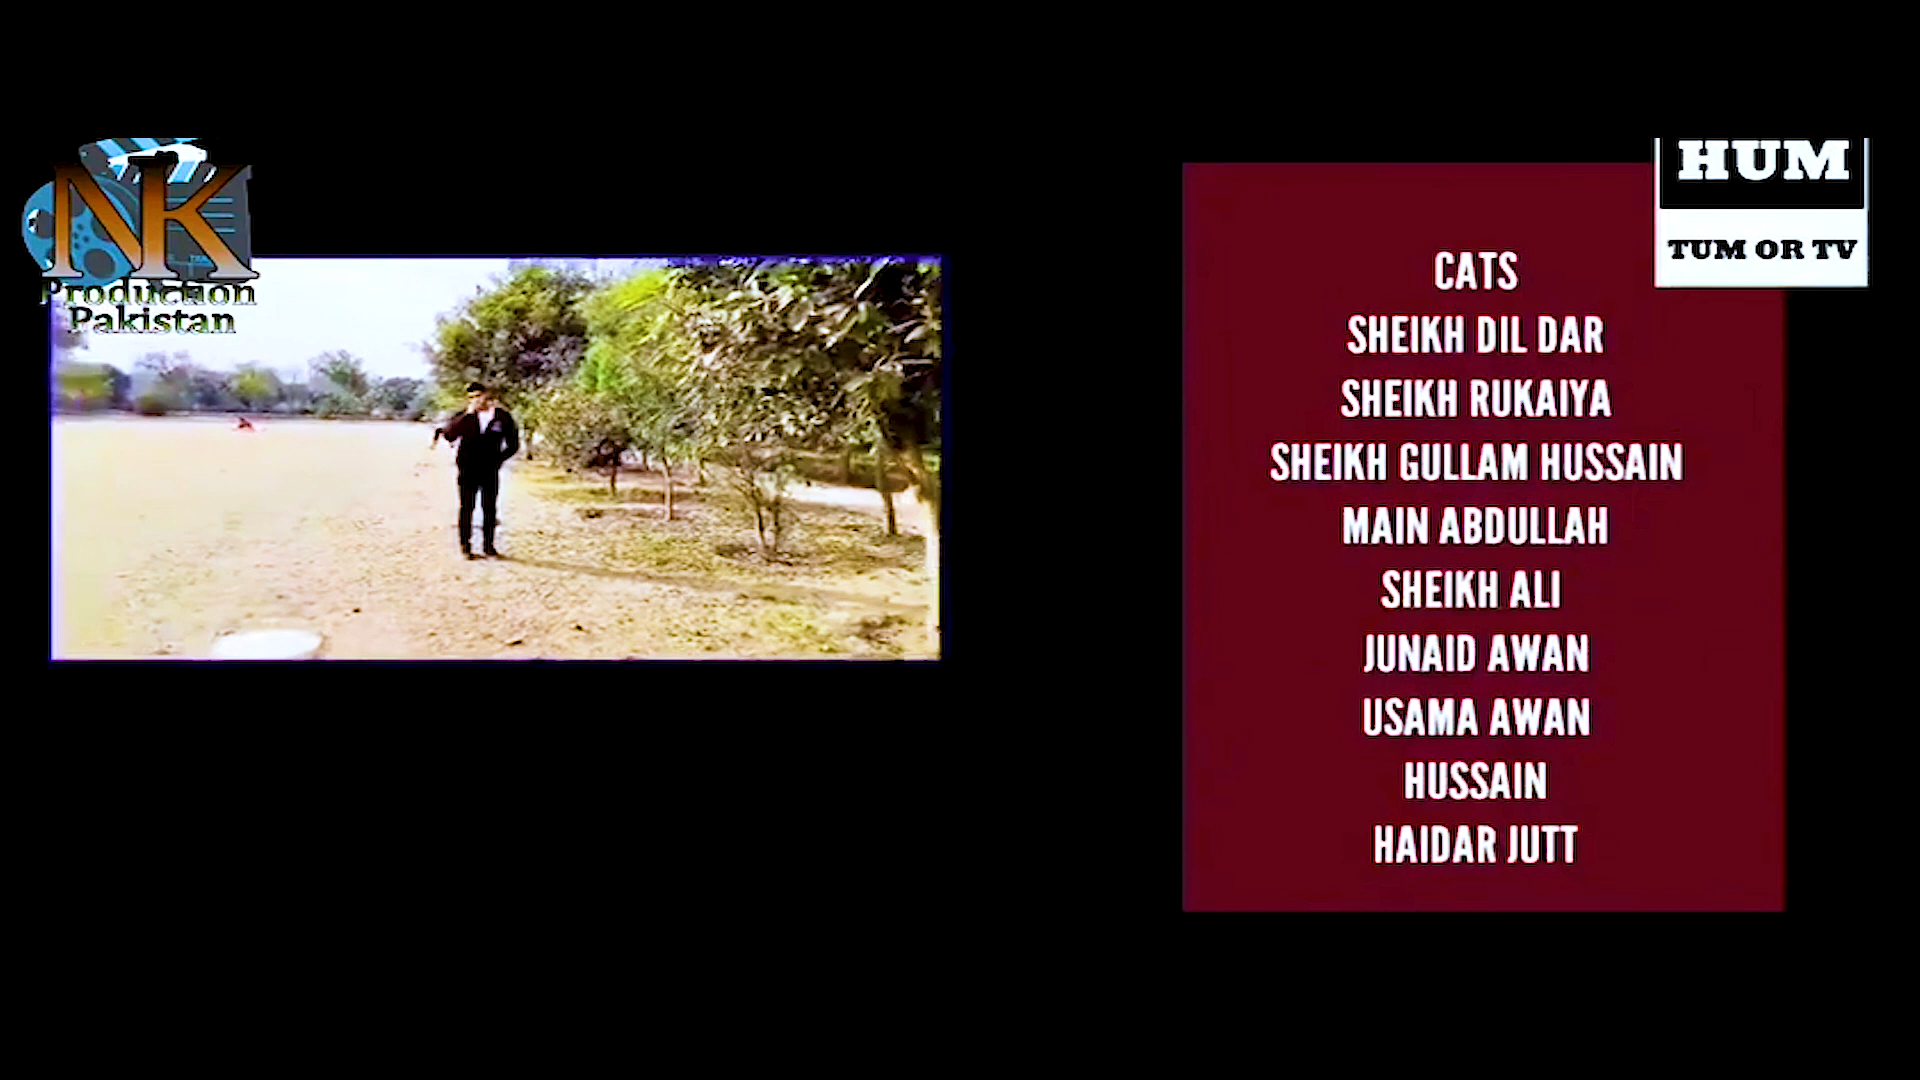 NK
Production
Pakistan
HUM
TUM OR TV
CATS
SHEIKH DIL DAR
SHEIKH RUKAIYA
SHEIKH GULLAM HUSSAIN
MAIN ABDULLAH
SHEIKH ALI
JUNAID AWAN
USAMA AWAN
HUSSAIN
HAIDAR JUTT